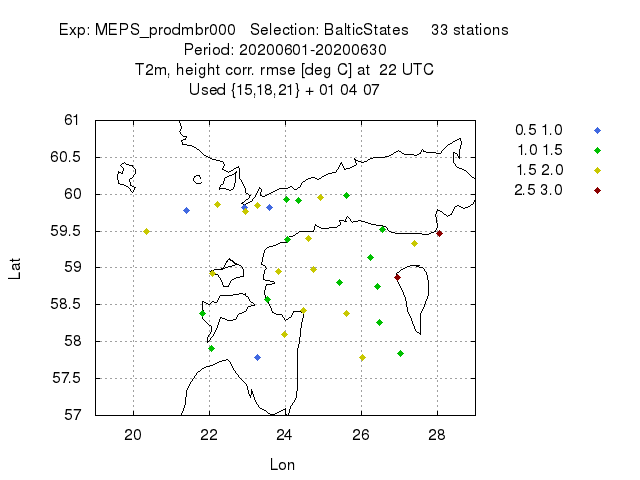 Exp: MEPS_prodmbr000 Selection: BalticStates 33 stations
Period: 20200601-20200630
T2m, height corr. rmse [deg C] at 22 UTC
Used {15,18,21} + 01 04 07
61
60.5
60
59.5
59
58.5
58
57.5
57
Lat
20 22 24 26 28
Lon
0.5 1.0
1.0 1.5
1.5 2.0
2.5 3.0